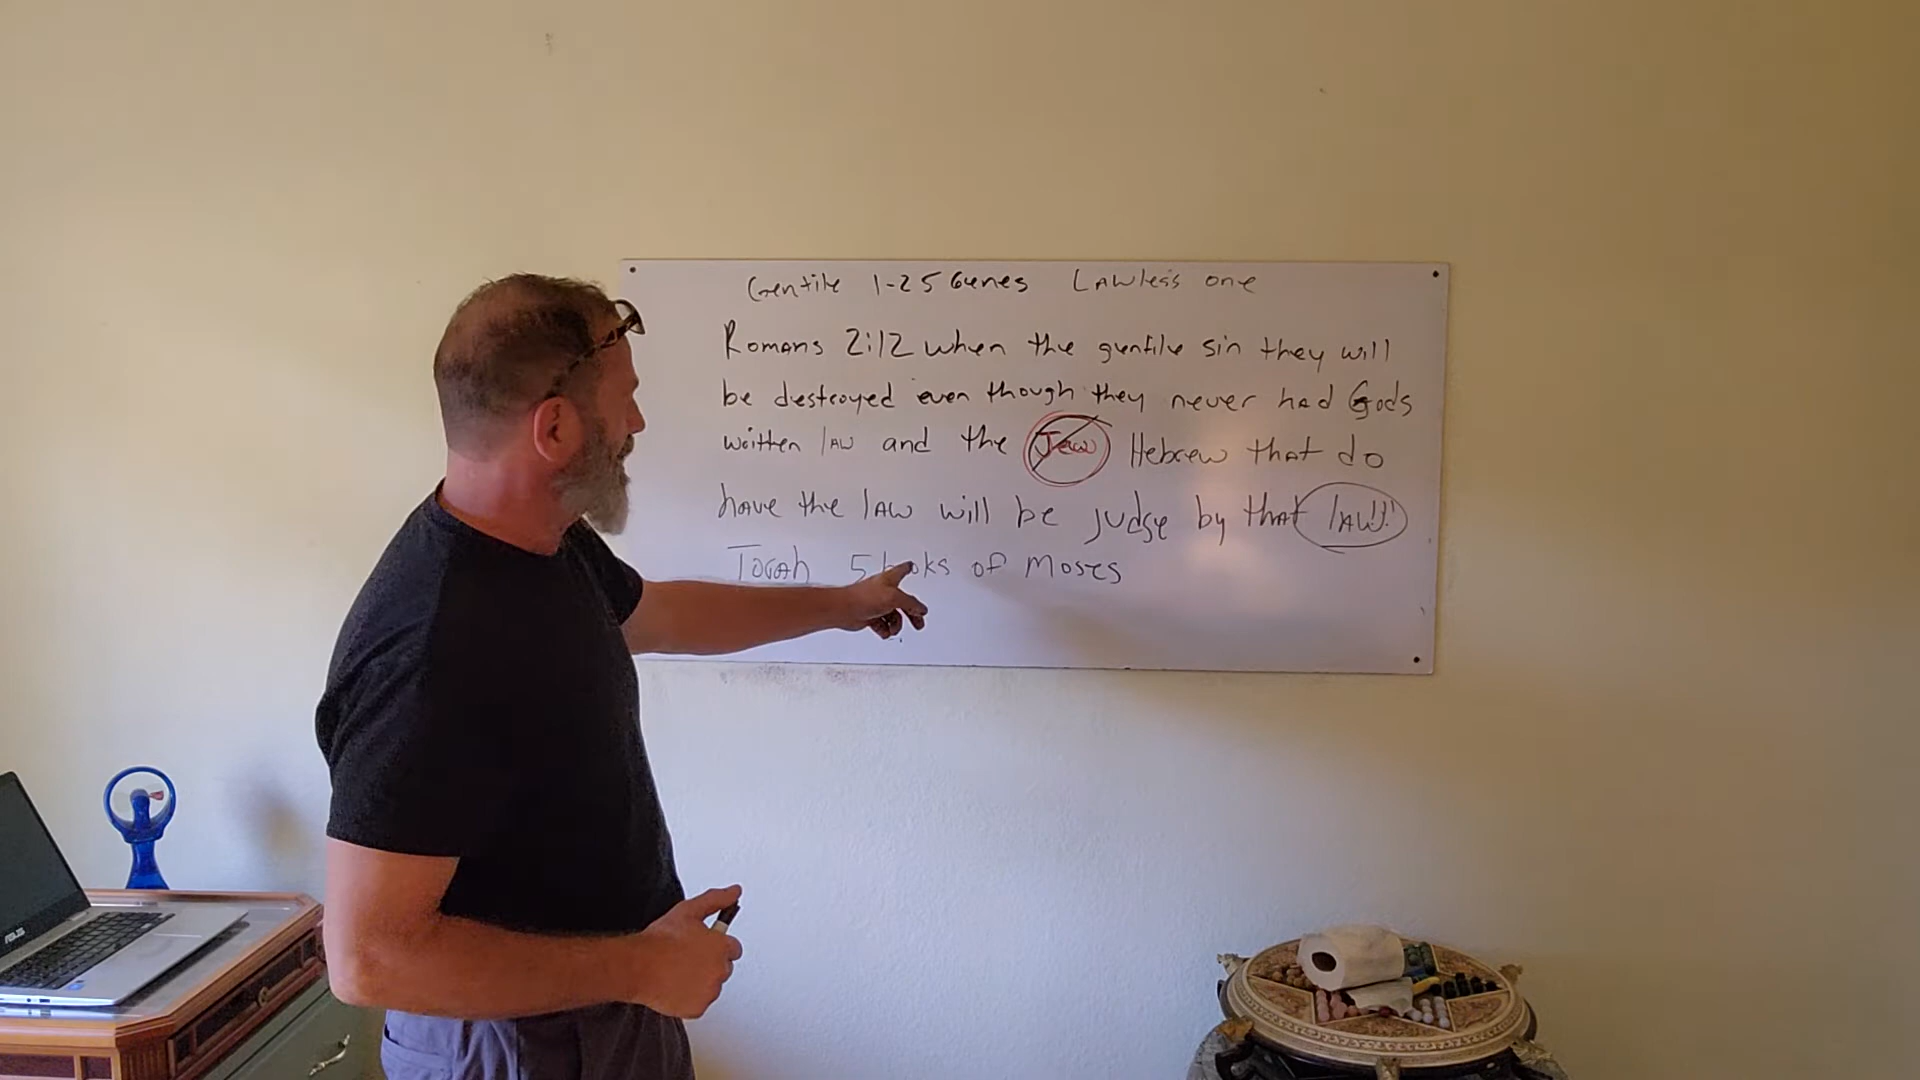 Gentile 1-25 Genes Lawless one
Romans 2:12 when the gentile sin they will
be destroyed even though they never had Gods
written law and the Jew Hebrew that do
have the law will be judge by that law!!!
Torah 5 books of Moses
ASUS